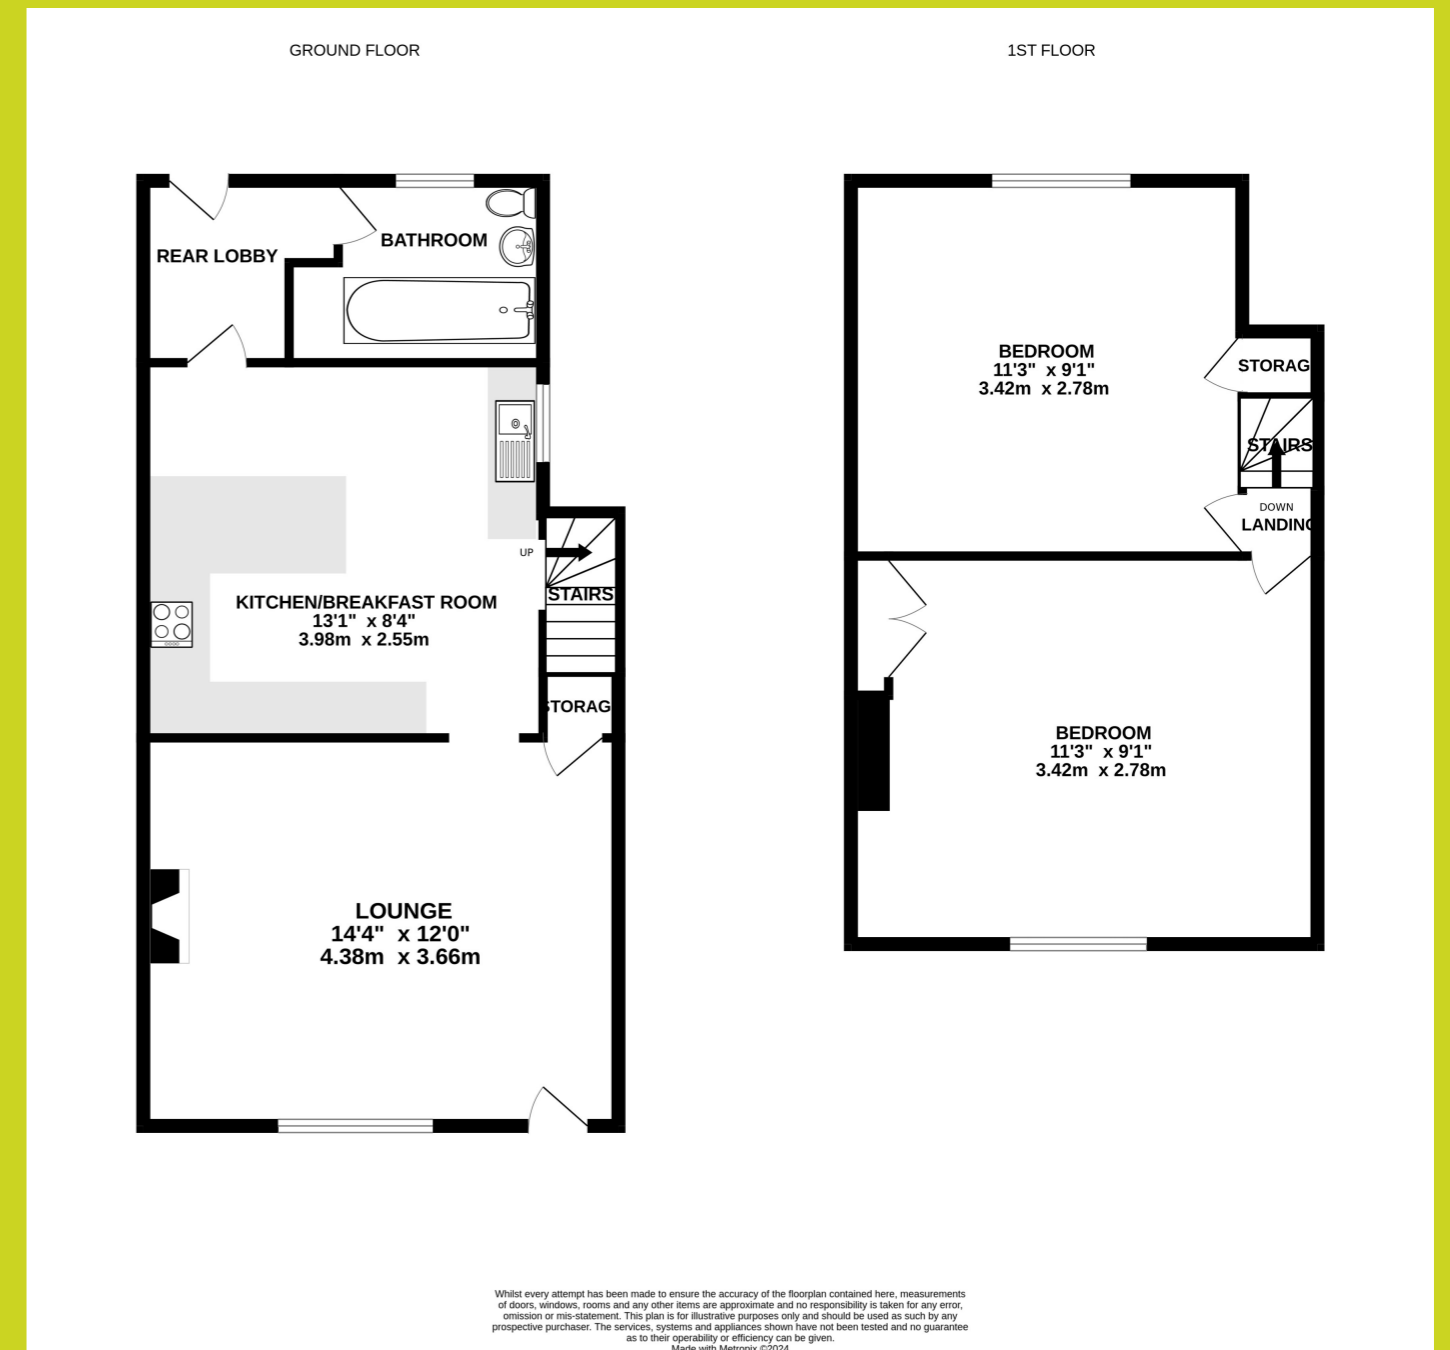 GROUND FLOOR
REAR LOBBY
BATHROOM
KITCHEN/BREAKFAST ROOM
13'1" x 8'4"
3.98m x 2.55m
UP
STAIRS
STORAG
LOUNGE
14'4" x 12'0"
4.38m x 3.66m
1ST FLOOR
BEDROOM
11'3" x 9'1"
3.42m x 2.78m
STORAG
STAIRS
DOWN
LANDING
BEDROOM
11'3" x 9'1"
3.42m x 2.78m
Whilst every attempt has been made to ensure the accuracy of the floorplan contained here, measurements
of doors, windows, rooms and any other items are approximate and no responsibility is taken for any error,
omission or mis-statement. This plan is for illustrative purposes only and should be used as such by any
prospective purchaser. The services, systems and appliances shown have not been tested and no guarantee
as to their operability or efficiency can be given.
Made with Metropix ©2024